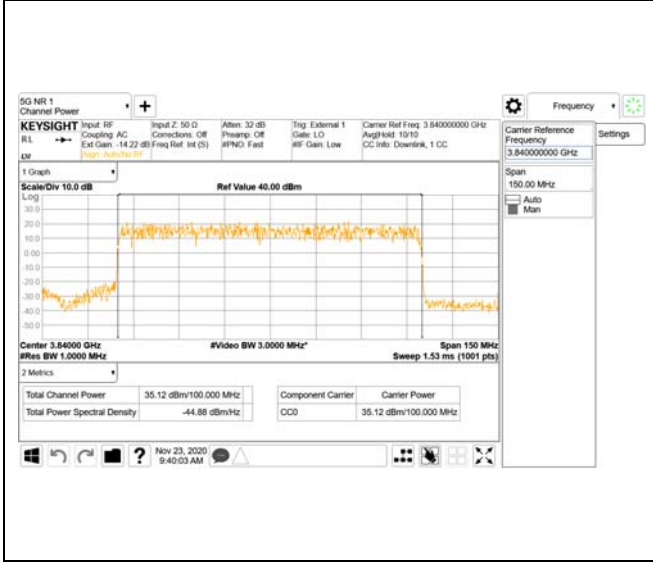 5G NR 1
Channel Power
Frequency
KEYSIGHT
Input: RF
Input Z: 50 Ω
Atten: 32 dB
Trig: External 1
Carrier Ref Freq: 3.840000000 GHz
R L
Coupling: AC
Corrections: Off
Preamp: Off
Gate: LO
Avg|Hold: 10/10
Ext Gain: -14.22 dB
Freq Ref: Int (S)
#PNO: Fast
#IF Gain: Low
CC Info: Downlink, 1 CC
Align: Auto/No RF
Carrier Reference
Frequency
3.840000000 GHz
Settings
Span
150.00 MHz
Auto
Man
1 Graph
Scale/Div 10.0 dB
Ref Value 40.00 dBm
Log
30.0
20.0
10.0
0.00
-10.0
-20.0
-30.0
-40.0
-50.0
Center 3.84000 GHz
#Video BW 3.0000 MHz*
Span 150 MHz
#Res BW 1.0000 MHz
Sweep 1.53 ms (1001 pts)
2 Metrics
Total Channel Power
35.12 dBm/100.000 MHz
Component Carrier
Carrier Power
Total Power Spectral Density
-44.88 dBm/Hz
CC0
35.12 dBm/100.000 MHz
Nov 23, 2020
9:40:03 AM